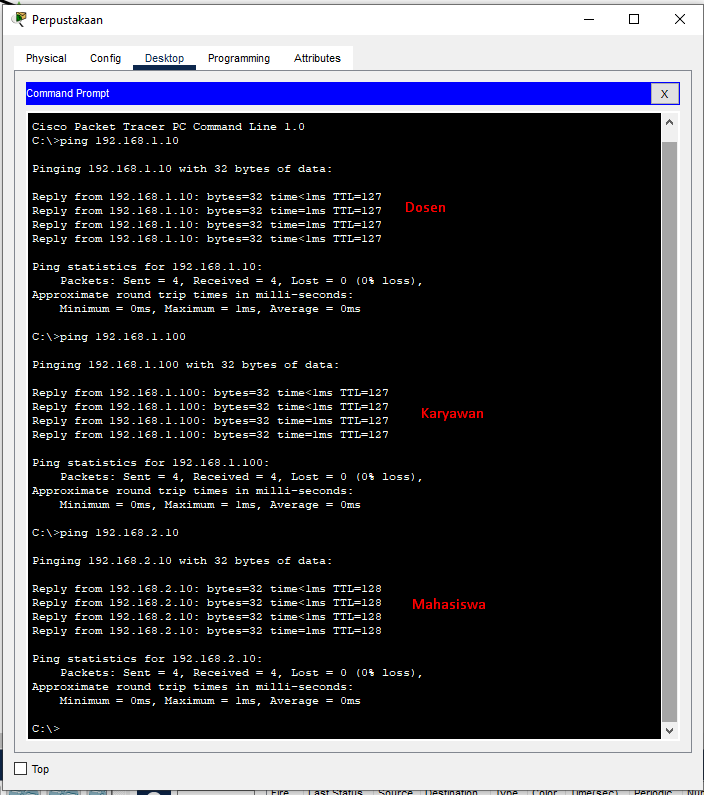 Perpustakaan
Physical Config Desktop Programming Attributes
Command Prompt X
Cisco Packet Tracer PC Command Line 1.0
C:\>ping 192.168.1.10
Pinging 192.168.1.10 with 32 bytes of data:
Reply from 192.168.1.10: bytes=32 time<1ms TTL=127
Reply from 192.168.1.10: bytes=32 time=1ms TTL=127 Dosen
Reply from 192.168.1.10: bytes=32 time=1ms TTL=127
Reply from 192.168.1.10: bytes=32 time<1ms TTL=127
Ping statistics for 192.168.1.10:
Packets: Sent = 4, Received = 4, Lost = 0 (0% loss),
Approximate round trip times in milli-seconds:
Minimum = 0ms, Maximum = 1ms, Average = 0ms
C:\>ping 192.168.1.100
Pinging 192.168.1.100 with 32 bytes of data:
Reply from 192.168.1.100: bytes=32 time<1ms TTL=127
Reply from 192.168.1.100: bytes=32 time<1ms TTL=127 Karyawan
Reply from 192.168.1.100: bytes=32 time=1ms TTL=127
Reply from 192.168.1.100: bytes=32 time=1ms TTL=127
Ping statistics for 192.168.1.100:
Packets: Sent = 4, Received = 4, Lost = 0 (0% loss),
Approximate round trip times in milli-seconds:
Minimum = 0ms, Maximum = 1ms, Average = 0ms
C:\>ping 192.168.2.10
Pinging 192.168.2.10 with 32 bytes of data:
Reply from 192.168.2.10: bytes=32 time<1ms TTL=128
Reply from 192.168.2.10: bytes=32 time<1ms TTL=128 Mahasiswa
Reply from 192.168.2.10: bytes=32 time<1ms TTL=128
Reply from 192.168.2.10: bytes=32 time=1ms TTL=128
Ping statistics for 192.168.2.10:
Packets: Sent = 4, Received = 4, Lost = 0 (0% loss),
Approximate round trip times in milli-seconds:
Minimum = 0ms, Maximum = 1ms, Average = 0ms
C:\>
Top
Fire Last Status Source Destination Type Color Time(sec) Periodic